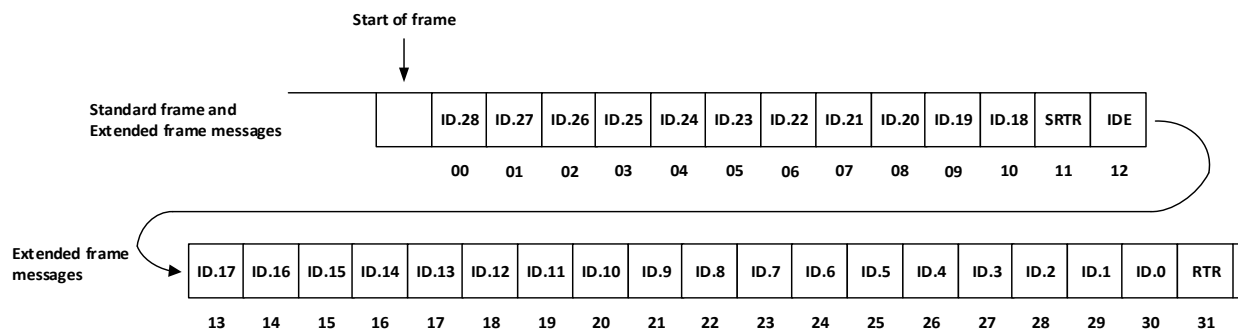 Start of frame
Standard frame and
Extended frame messages
ID.28 ID.27 ID.26 ID.25 ID.24 ID.23 ID.22 ID.21 ID.20 ID.19 ID.18 SRTR IDE
00 01 02 03 04 05 06 07 08 09 10 11 12
Extended frame
messages
ID.17 ID.16 ID.15 ID.14 ID.13 ID.12 ID.11 ID.10 ID.9 ID.8 ID.7 ID.6 ID.5 ID.4 ID.3 ID.2 ID.1 ID.0 RTR
13 14 15 16 17 18 19 20 21 22 23 24 25 26 27 28 29 30 31